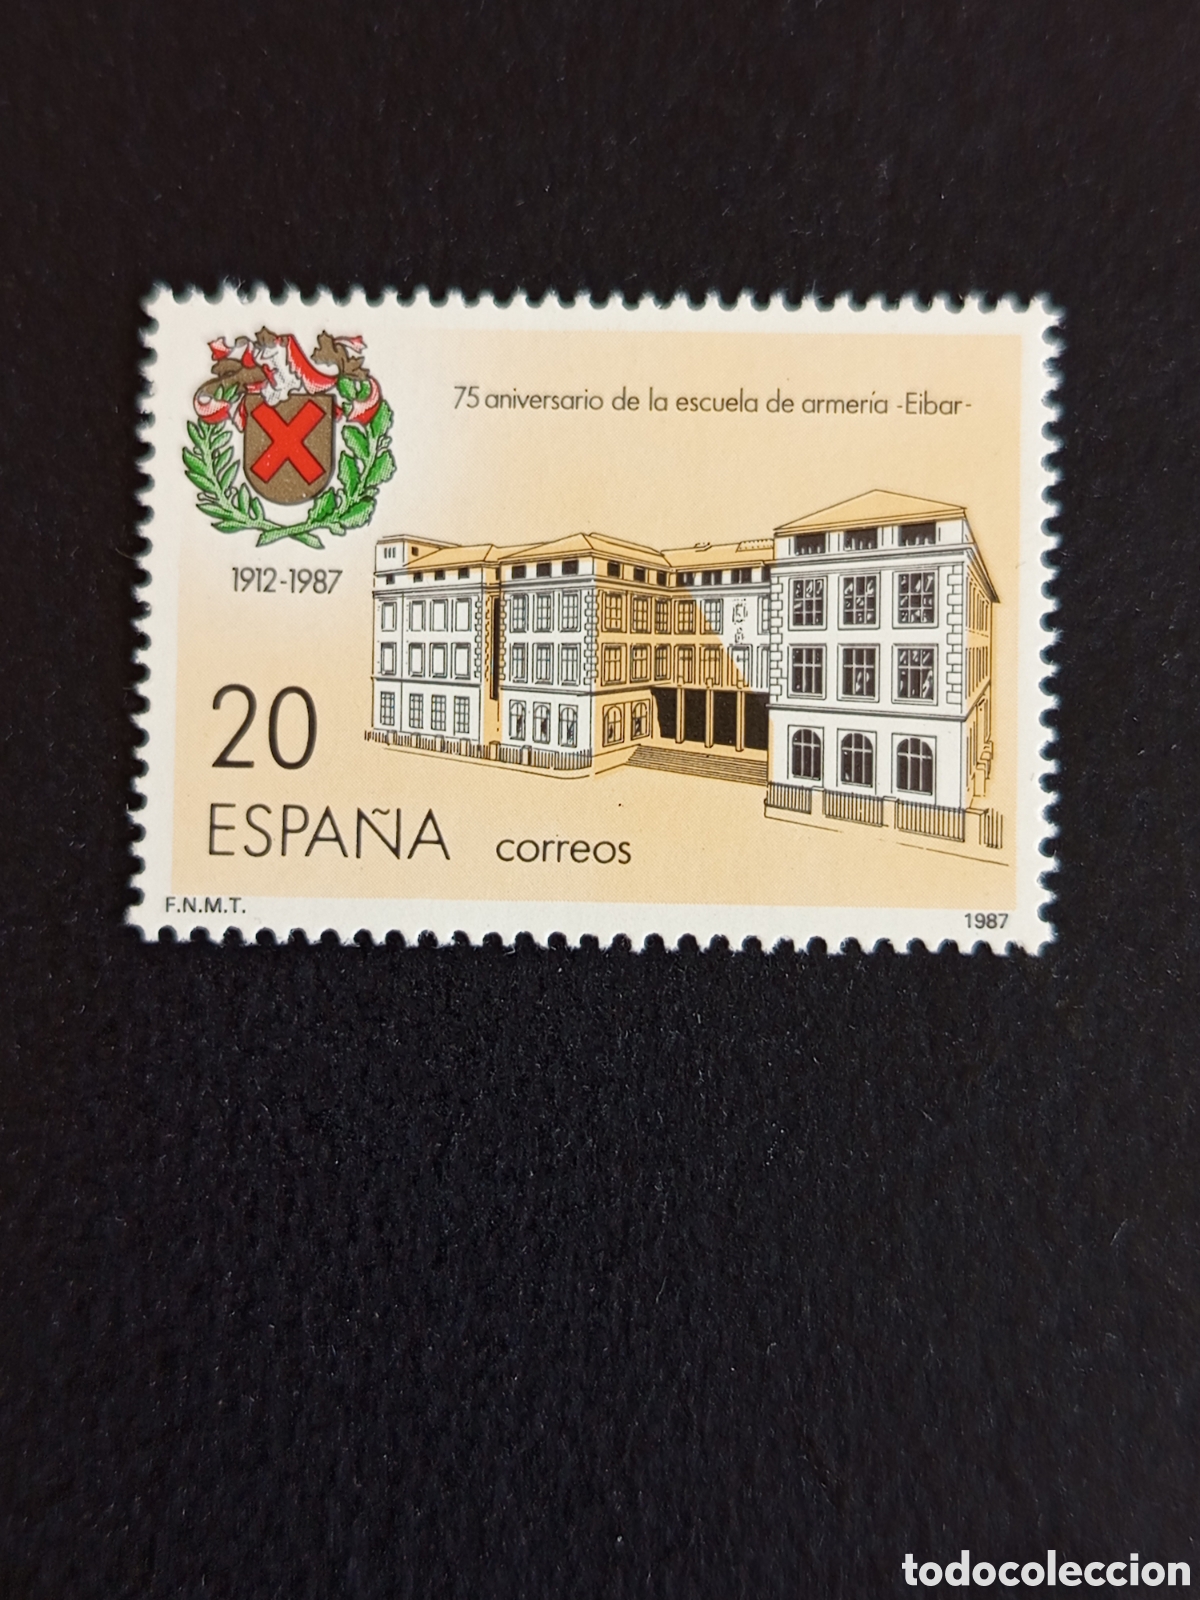 75 aniversario de la escuela de armería -Eibar-
1912-1987
20
ESPAÑA correos
F.N.M.T. 1987
todocoleccion